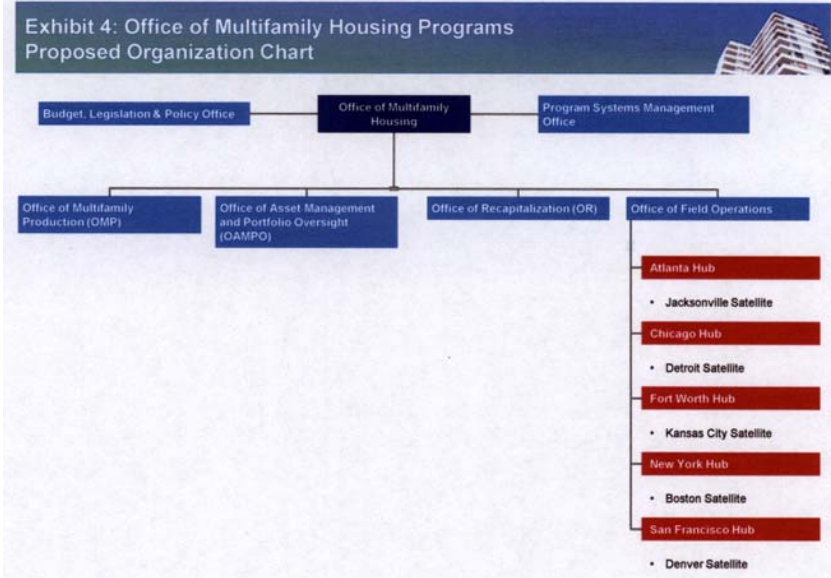 Exhibit 4: Office of Multifamily Housing Programs
Proposed Organization Chart
Budget, Legislation & Policy Office
Office of Multifamily
Housing
Program Systems Management
Office
Office of Multifamily
Production (OMP)
Office of Asset Management
and Portfolio Oversight
(OAMPO)
Office of Recapitalization (OR)
Office of Field Operations
Atlanta Hub
• Jacksonville Satellite
Chicago Hub
• Detroit Satellite
Fort Worth Hub
• Kansas City Satellite
New York Hub
• Boston Satellite
San Francisco Hub
• Denver Satellite